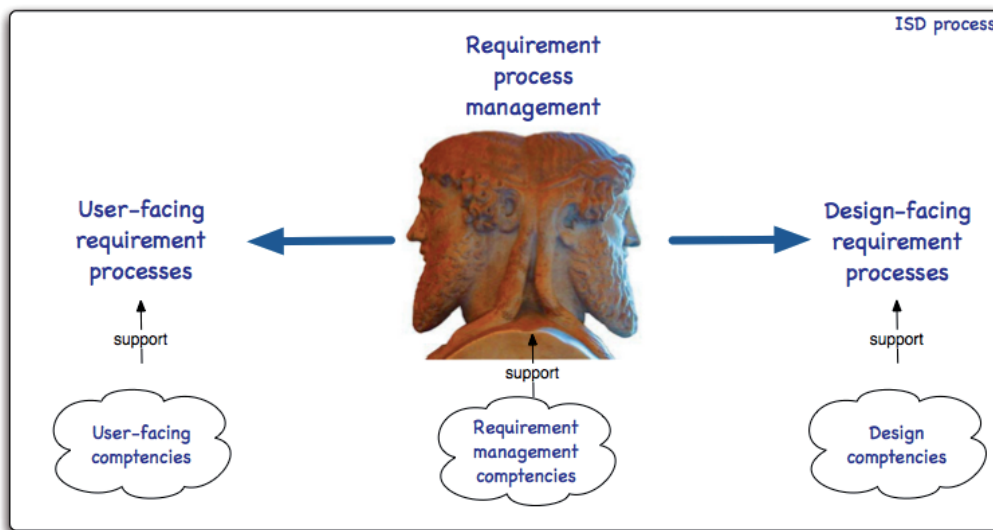 ISD process
Requirement
process
management
User-facing
requirement
processes
Design-facing
requirement
processes
support
support
support
User-facing
comptencies
Requirement
management
comptencies
Design
comptencies